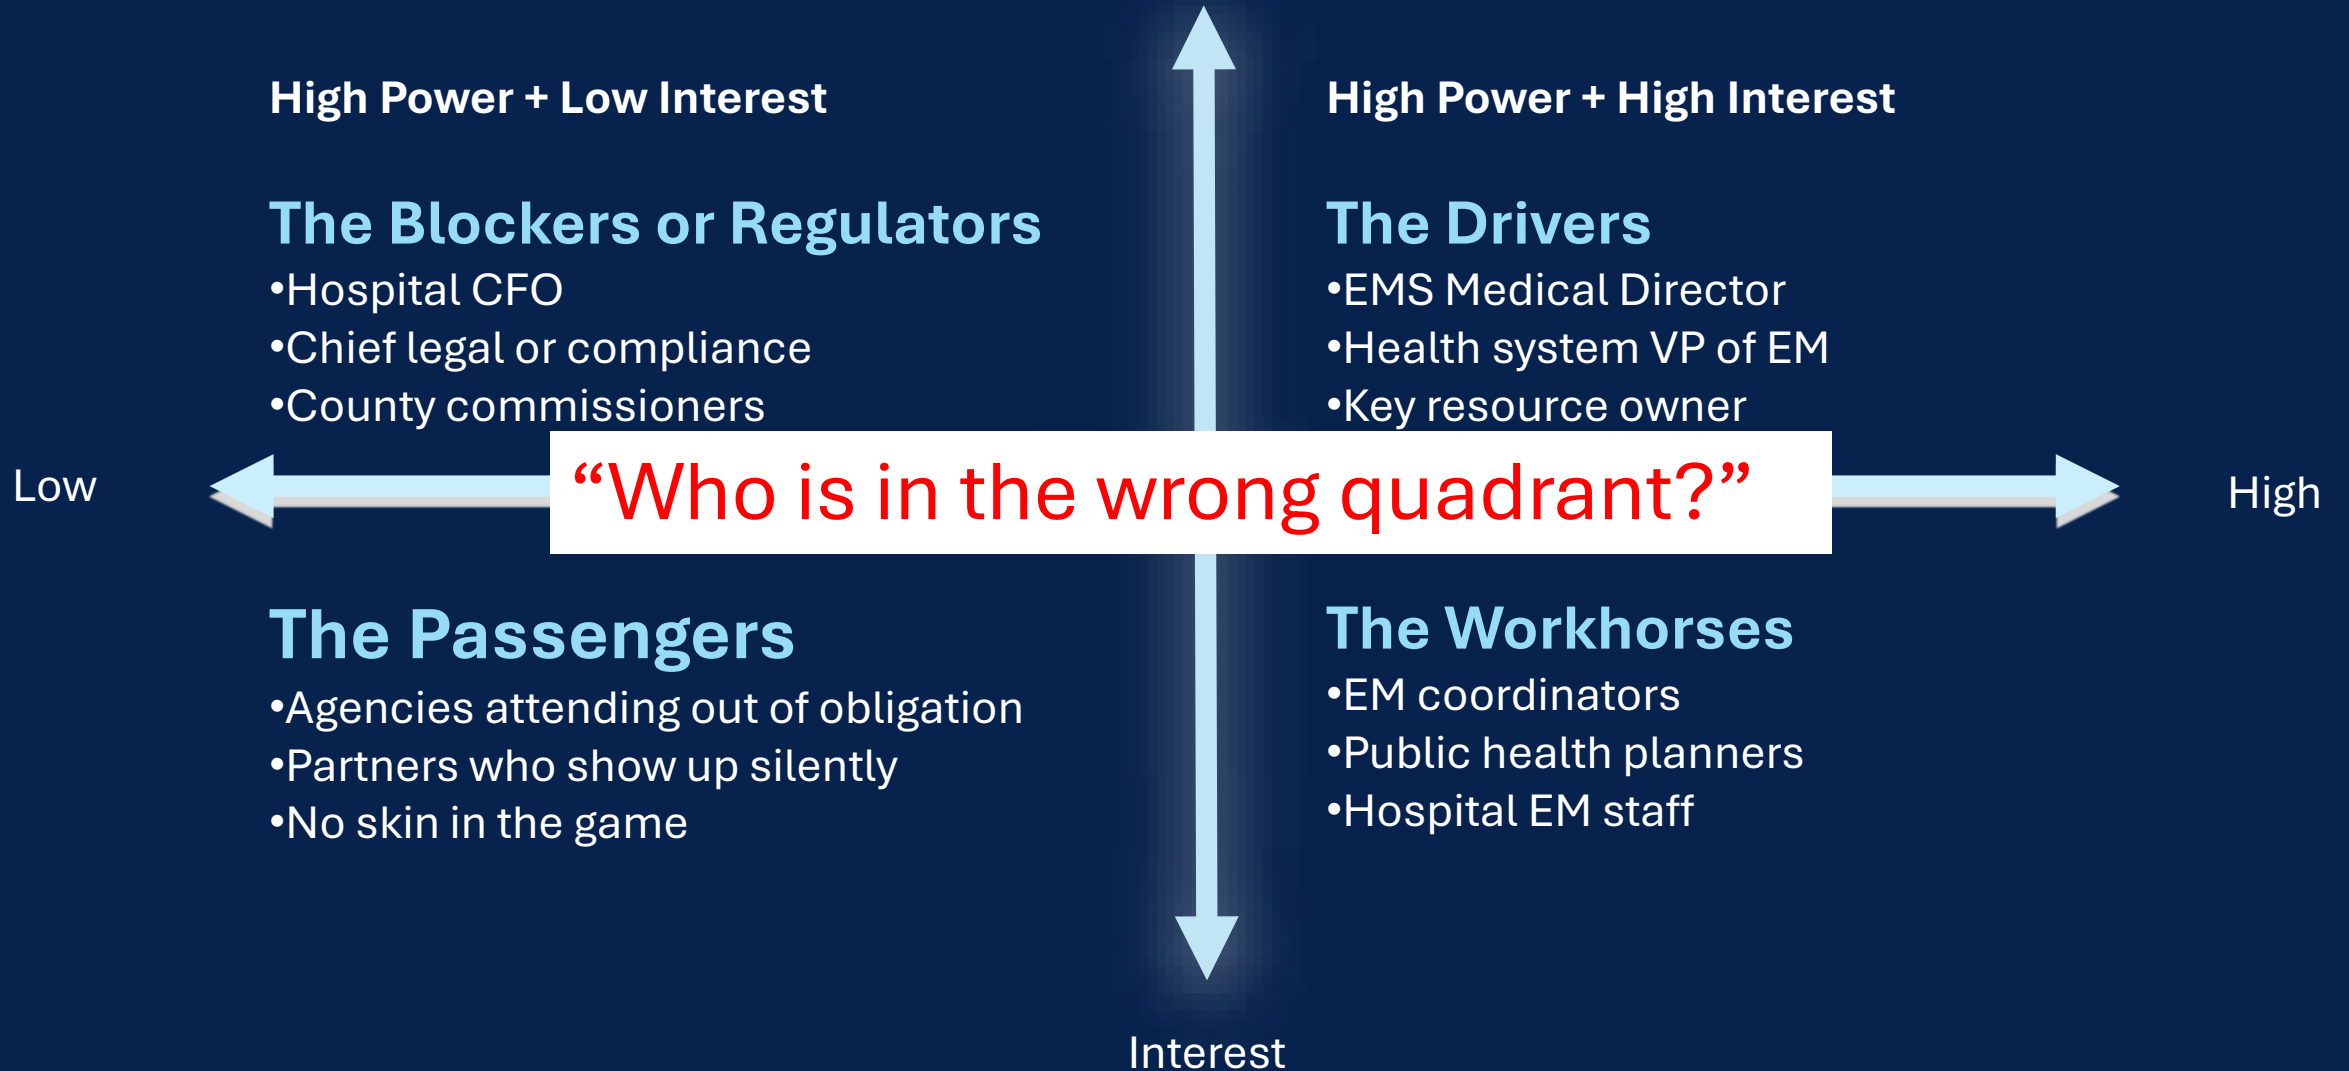 High Power + Low Interest
The Blockers or Regulators
•Hospital CFO
•Chief legal or compliance
•County commissioners
High Power + High Interest
The Drivers
•EMS Medical Director
•Health system VP of EM
•Key resource owner
Low
“Who is in the wrong quadrant?”
High
The Passengers
•Agencies attending out of obligation
•Partners who show up silently
•No skin in the game
The Workhorses
•EM coordinators
•Public health planners
•Hospital EM staff
Interest